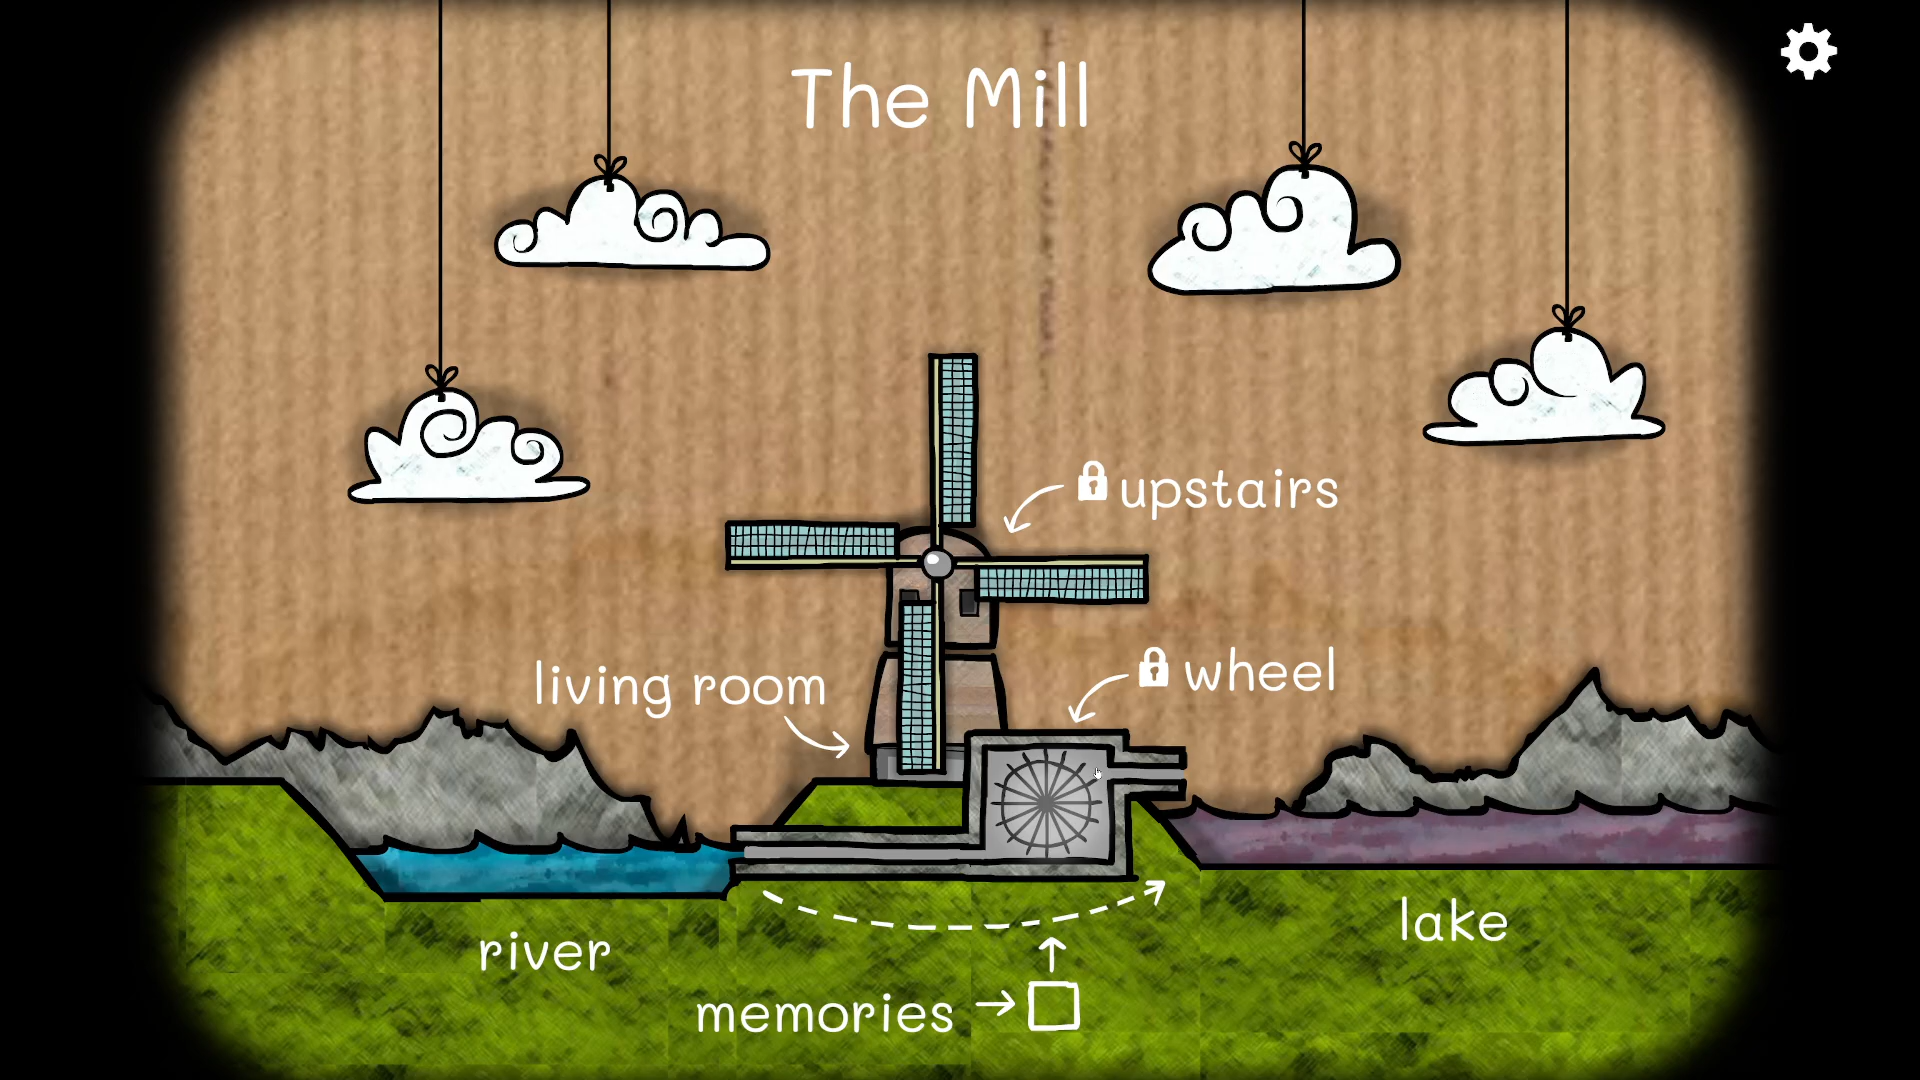 The Mill
upstairs
wheel
living room
lake
river
memories